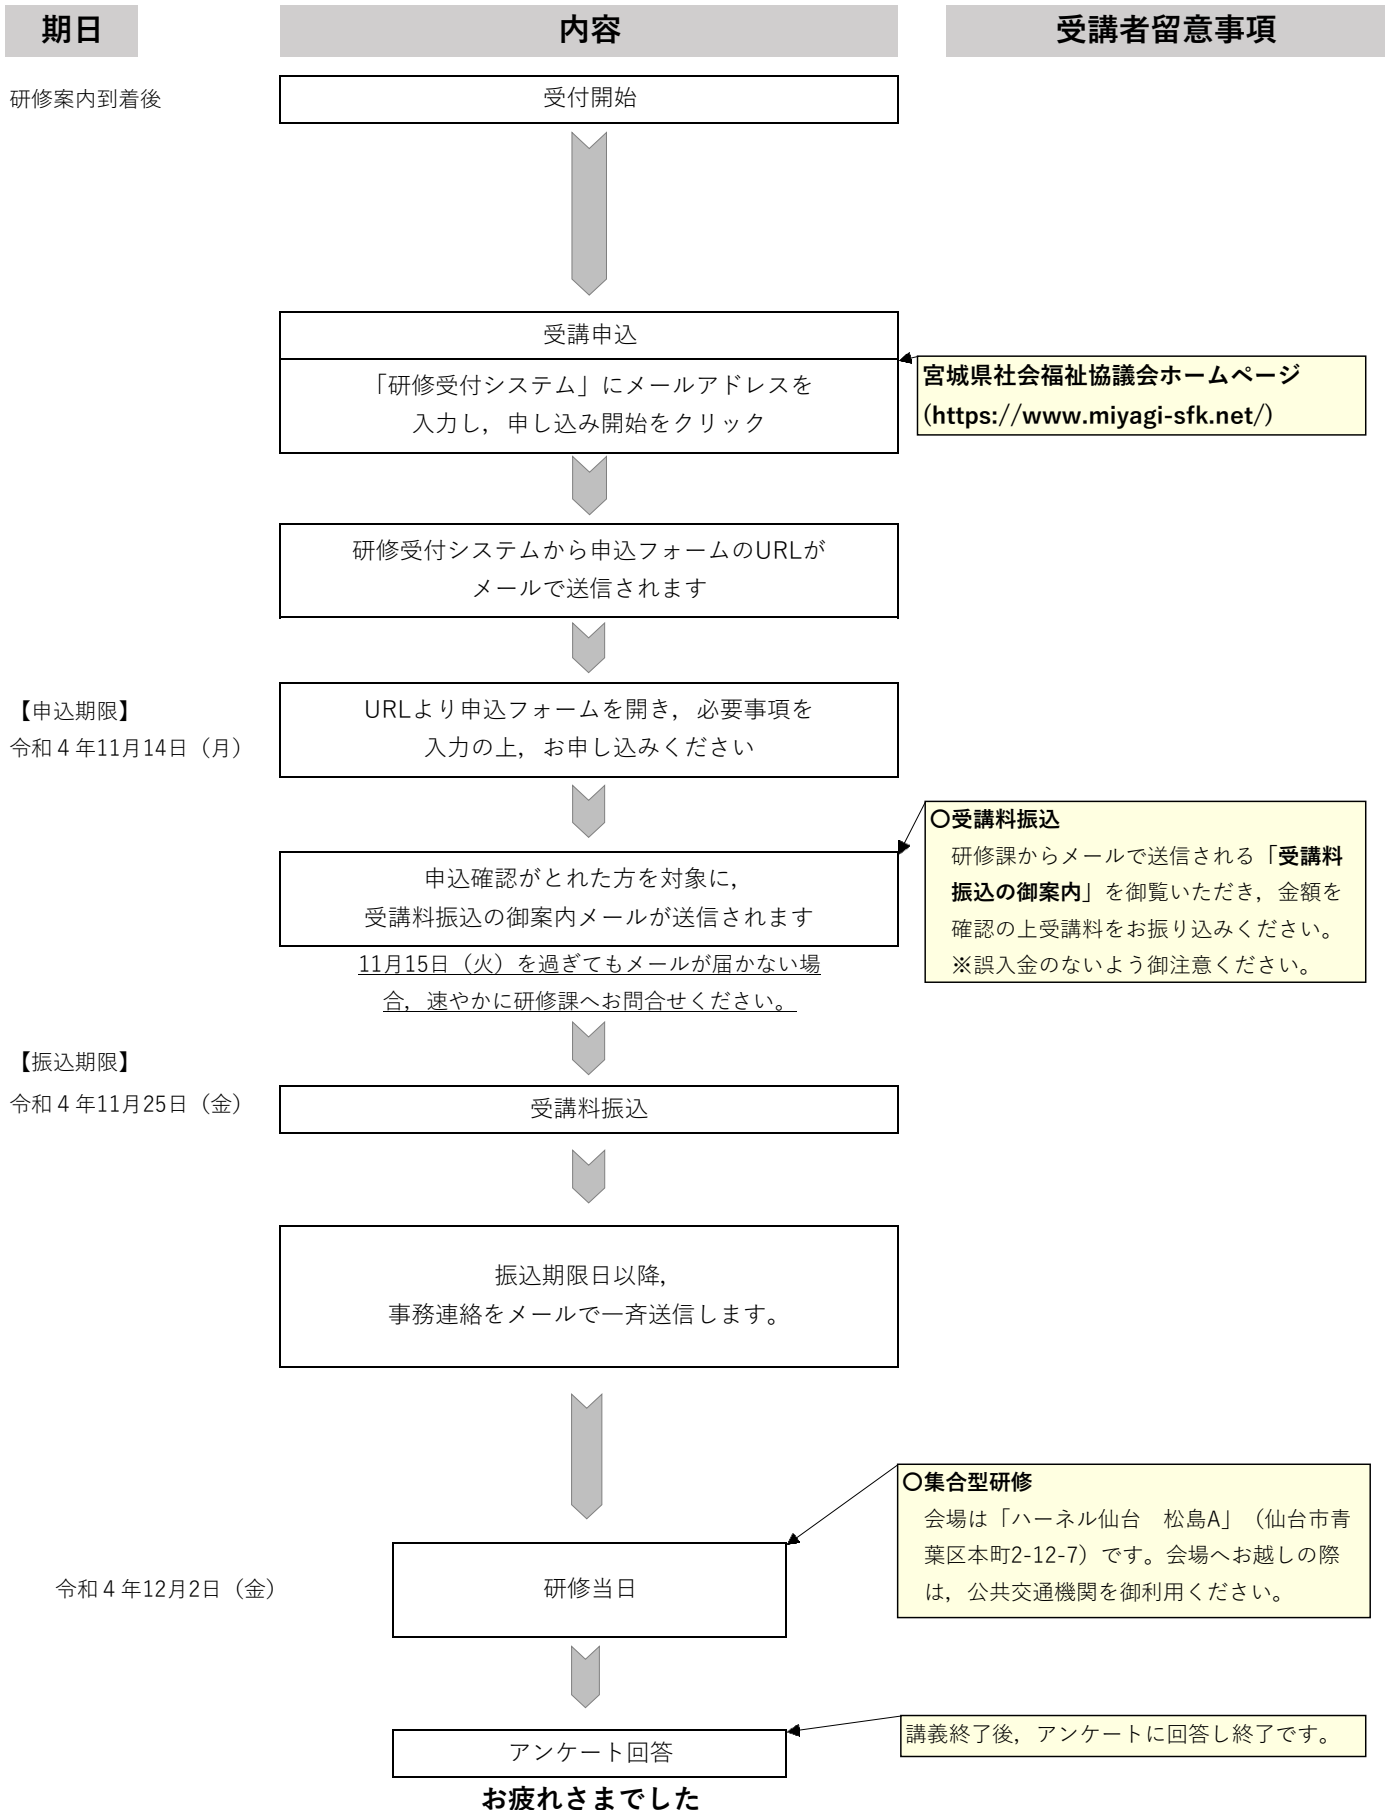 期日
内容
受講者留意事項
研修案内到着後
受付開始
受講申込
「研修受付システム」にメールアドレスを
入力し，申し込み開始をクリック
宮城県社会福祉協議会ホームページ
(https://www.miyagi-sfk.net/)
研修受付システムから申込フォームのURLが
メールで送信されます
【申込期限】
令和４年11月14日（月）
URLより申込フォームを開き，必要事項を
入力の上，お申し込みください
申込確認がとれた方を対象に，
受講料振込の御案内メールが送信されます
11月15日（火）を過ぎてもメールが届かない場
合，速やかに研修課へお問合せください。
〇受講料振込
研修課からメールで送信される「受講料
振込の御案内」を御覧いただき，金額を
確認の上受講料をお振り込みください。
※誤入金のないよう御注意ください。
【振込期限】
令和４年11月25日（金）
受講料振込
振込期限日以降，
事務連絡をメールで一斉送信します。
〇集合型研修
会場は「ハーネル仙台　松島A」（仙台市青
葉区本町2-12-7）です。会場へお越しの際
は，公共交通機関を御利用ください。
令和４年12月2日（金）
研修当日
アンケート回答
講義終了後，アンケートに回答し終了です。
お疲れさまでした